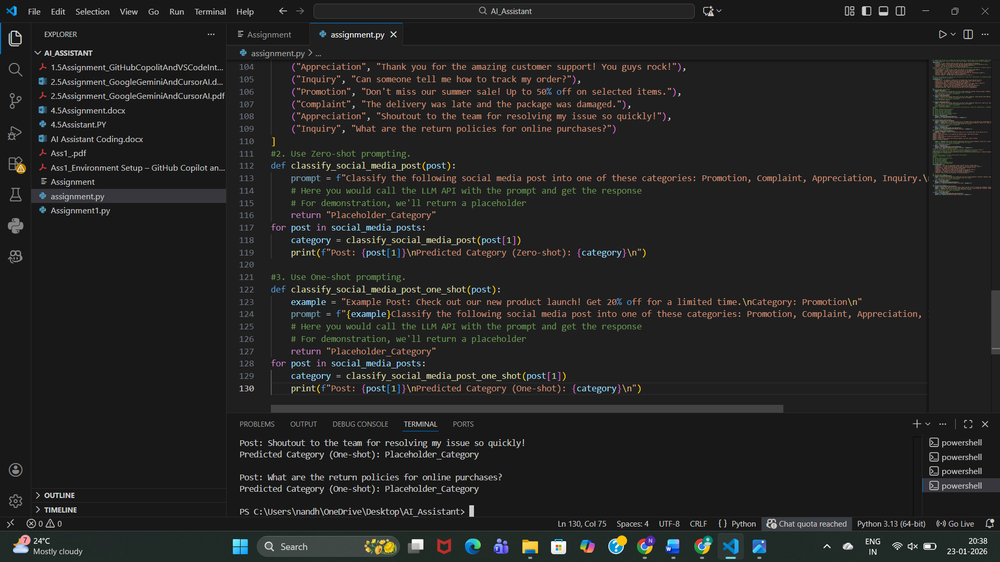 File Edit Selection View Go Run Terminal Help
AI_Assistant
EXPLORER
AI_ASSISTANT
1.5Assignment_GitHubCopolitAndVSCodeInt...
2.5Assignment_GoogleGeminiAndCursorAI.d...
2.5Assignment_GoogleGeminiAndCursorAI.pdf
4.5Assignment.docx
4.5Assistant.PY
AI Assistant Coding.docx
Ass1_.pdf
Ass1_Environment Setup – GitHub Copilot an...
Assignment
assignment.py
Assignment1.py
OUTLINE
TIMELINE
Assignment
assignment.py
assignment.py > ...
104 ("Appreciation", "Thank you for the amazing customer support! You guys rock!"),
105 ("Inquiry", "Can someone tell me how to track my order?"),
106 ("Promotion", "Don't miss our summer sale! Up to 50% off on selected items."),
107 ("Complaint", "The delivery was late and the package was damaged."),
108 ("Appreciation", "Shoutout to the team for resolving my issue so quickly!"),
109 ("Inquiry", "What are the return policies for online purchases?")
110 ]
111 #2. Use Zero-shot prompting.
112 def classify_social_media_post(post):
113 prompt = f"Classify the following social media post into one of these categories: Promotion, Complaint, Appreciation, Inquiry.\
114 # Here you would call the LLM API with the prompt and get the response
115 # For demonstration, we'll return a placeholder
116 return "Placeholder_Category"
117 for post in social_media_posts:
118 category = classify_social_media_post(post[1])
119 print(f"Post: {post[1]}\nPredicted Category (Zero-shot): {category}\n")
120
121 #3. Use One-shot prompting.
122 def classify_social_media_post_one_shot(post):
123 example = "Example Post: Check out our new product launch! Get 20% off for a limited time.\nCategory: Promotion\n"
124 prompt = f"{example}Classify the following social media post into one of these categories: Promotion, Complaint, Appreciation,
125 # Here you would call the LLM API with the prompt and get the response
126 # For demonstration, we'll return a placeholder
127 return "Placeholder_Category"
128 for post in social_media_posts:
129 category = classify_social_media_post_one_shot(post[1])
130 print(f"Post: {post[1]}\nPredicted Category (One-shot): {category}\n")
PROBLEMS OUTPUT DEBUG CONSOLE TERMINAL PORTS
Post: Shoutout to the team for resolving my issue so quickly!
Predicted Category (One-shot): Placeholder_Category
Post: What are the return policies for online purchases?
Predicted Category (One-shot): Placeholder_Category
PS C:\Users\nandh\OneDrive\Desktop\AI_Assistant>
powershell
powershell
powershell
powershell
0 0
Ln 130, Col 75 Spaces: 4 UTF-8 CRLF { } Python Chat quota reached Python 3.13 (64-bit) Go Live
7
24°C
Mostly cloudy
Search
ENG
IN
20:38
23-01-2026